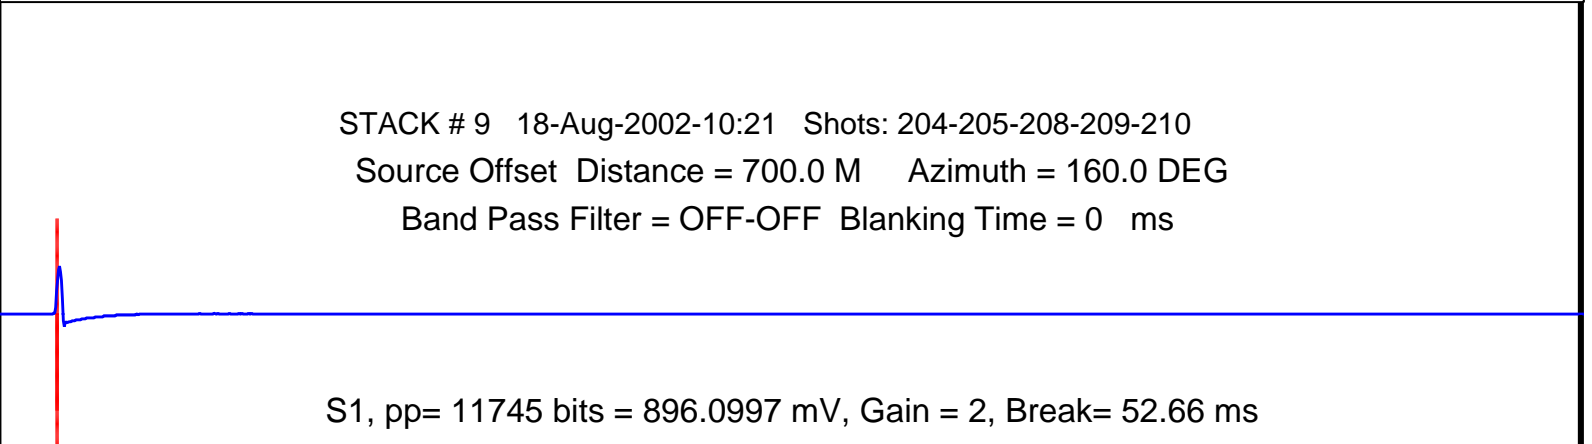 STACK # 9 18-Aug-2002-10:21 Shots: 204-205-208-209-210
Source Offset Distance = 700.0 M Azimuth = 160.0 DEG
Band Pass Filter = OFF-OFF Blanking Time = 0 ms
S1, pp= 11745 bits = 896.0997 mV, Gain = 2, Break= 52.66 ms